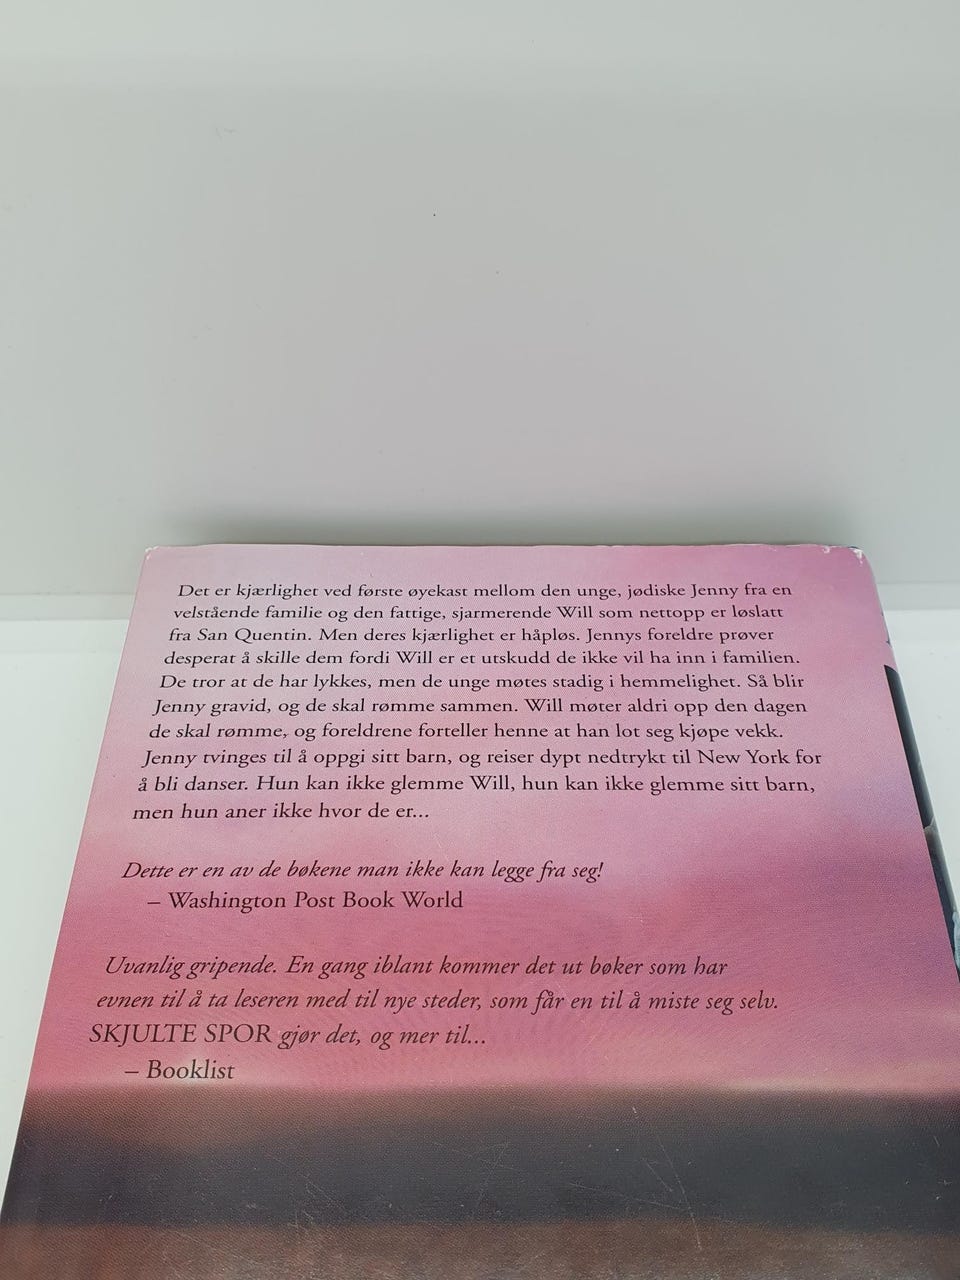 Det er kjærlighet ved første øyekast mellom den unge, jødiske Jenny fra en
velstående familie og den fattige, sjarmerende Will som nettopp er løslatt
fra San Quentin. Men deres kjærlighet er håpløs. Jennys foreldre prøver
desperat å skille dem fordi Will er et utskudd de ikke vil ha inn i familien.
De tror at de har lykkes, men de unge møtes stadig i hemmelighet. Så blir
Jenny gravid, og de skal rømme sammen. Will møter aldri opp den dagen
de skal rømme, og foreldrene forteller henne at han lot seg kjøpe vekk.
Jenny tvinges til å oppgi sitt barn, og reiser dypt nedtrykt til New York for
å bli danser. Hun kan ikke glemme Will, hun kan ikke glemme sitt barn,
men hun aner ikke hvor de er...
Dette er en av de bøkene man ikke kan legge fra seg!
– Washington Post Book World
Uvanlig gripende. En gang iblant kommer det ut bøker som har
evnen til å ta leseren med til nye steder, som får en til å miste seg selv.
SKJULTE SPOR gjør det, og mer til...
– Booklist